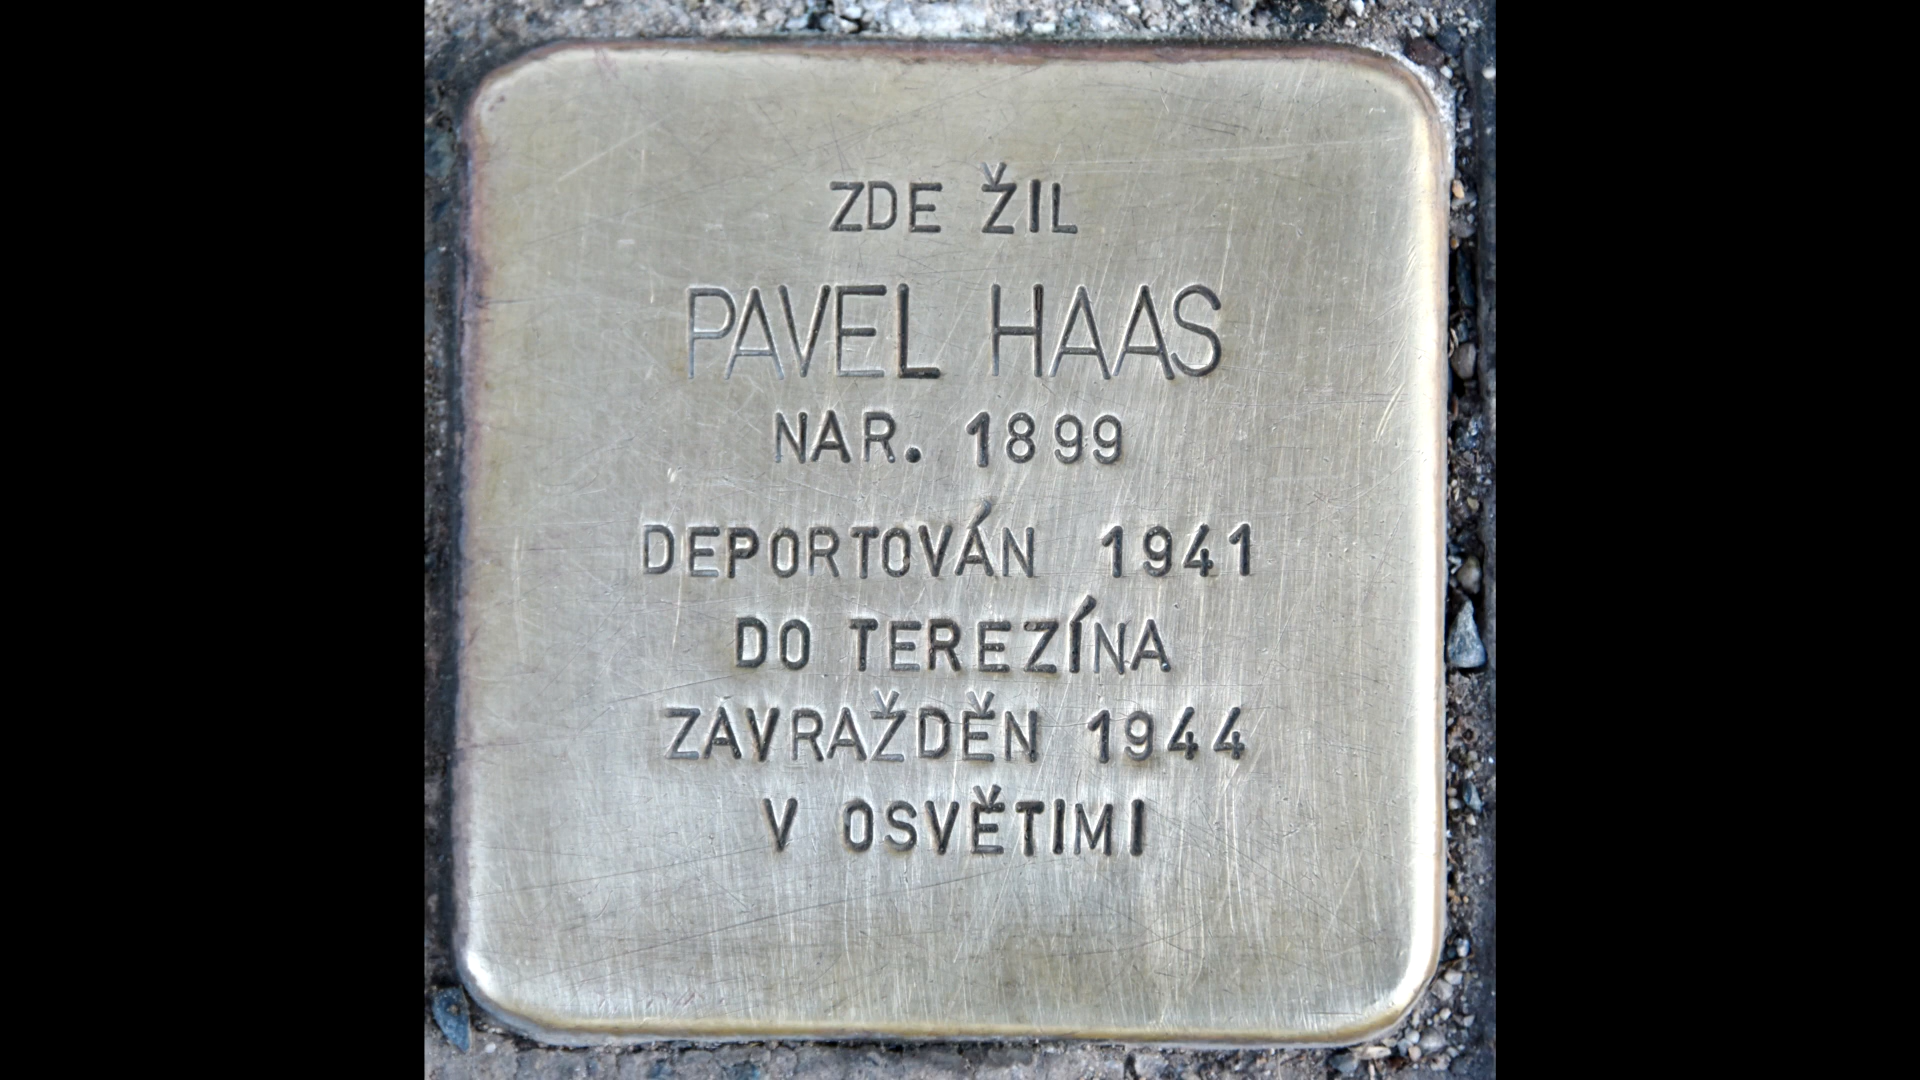 ZDE ŽIL
PAVEL HAAS
NAR. 1899
DEPORTOVÁN 1941
DO TEREZÍNA
ZAVRAŽDĚN 1944
V OSVĚTIMI